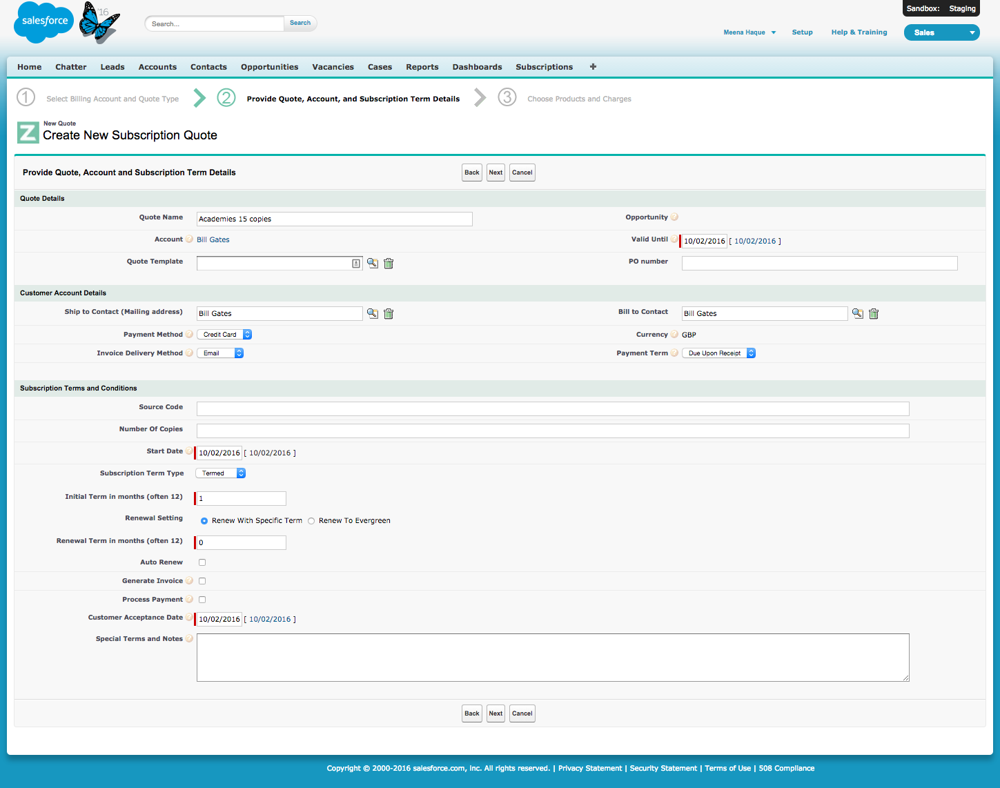 salesforce
'16
Search...
Search
Sandbox: Staging
Meena Haque
Setup
Help & Training
Sales
Home
Chatter
Leads
Accounts
Contacts
Opportunities
Vacancies
Cases
Reports
Dashboards
Subscriptions
+
1 Select Billing Account and Quote Type
2 Provide Quote, Account, and Subscription Term Details
3 Choose Products and Charges
Z
New Quote
Create New Subscription Quote
Provide Quote, Account and Subscription Term Details
Back
Next
Cancel
Quote Details
Quote Name Academies 15 copies
Opportunity ?
Account ? Bill Gates
Valid Until ? 10/02/2016 [ 10/02/2016 ]
Quote Template
PO number
Customer Account Details
Ship to Contact (Mailing address) Bill Gates
Bill to Contact Bill Gates
Payment Method ? Credit Card
Currency ? GBP
Invoice Delivery Method ? Email
Payment Term ? Due Upon Receipt
Subscription Terms and Conditions
Source Code
Number Of Copies
Start Date ? 10/02/2016 [ 10/02/2016 ]
Subscription Term Type Termed
Initial Term in months (often 12) 1
Renewal Setting Renew With Specific Term Renew To Evergreen
Renewal Term in months (often 12) 0
Auto Renew
Generate Invoice ?
Process Payment ?
Customer Acceptance Date ? 10/02/2016 [ 10/02/2016 ]
Special Terms and Notes ?
Back
Next
Cancel
Copyright © 2000-2016 salesforce.com, inc. All rights reserved. | Privacy Statement | Security Statement | Terms of Use | 508 Compliance